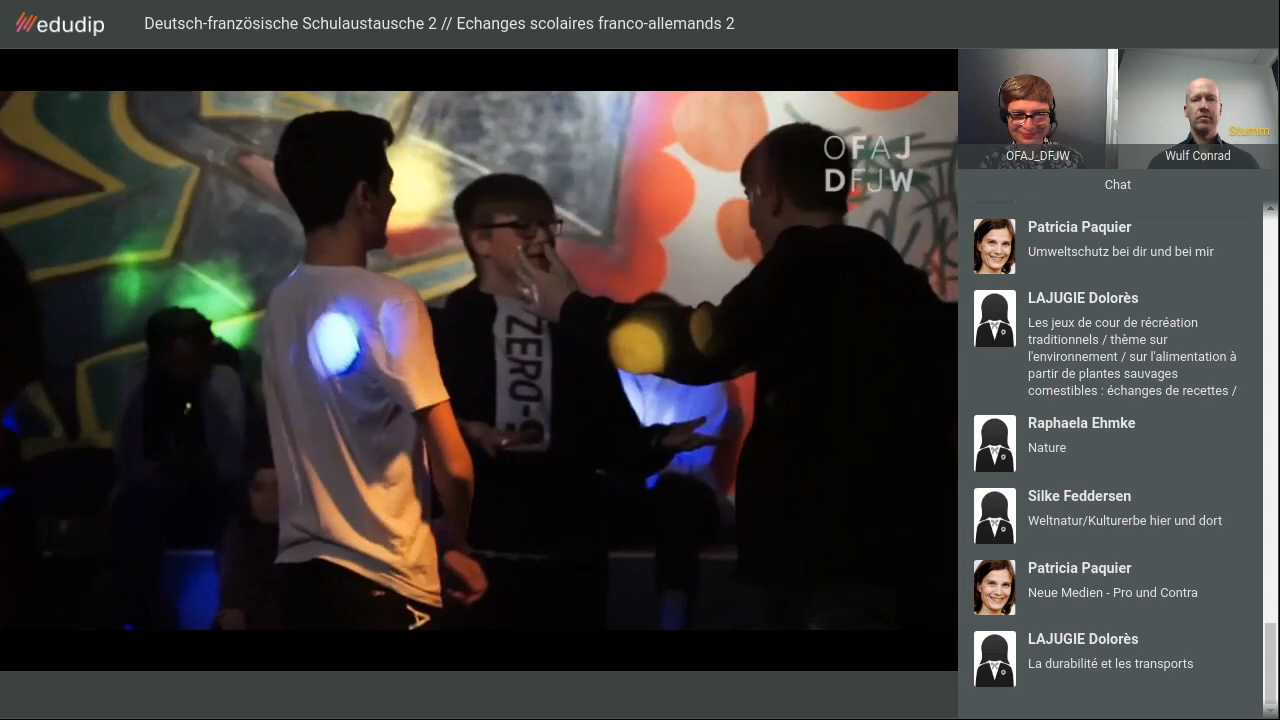 edudip
Deutsch-französische Schulaustausche 2 // Echanges scolaires franco-allemands 2
OFAJ
DFJW
ZERO-9
Stumm
OFAJ_DFJW
Wulf Conrad
Chat
Patricia Paquier
Umweltschutz bei dir und bei mir
LAJUGIE Dolorès
Les jeux de cour de récréation
traditionnels / thème sur
l'environnement / sur l'alimentation à
partir de plantes sauvages
comestibles : échanges de recettes /
Raphaela Ehmke
Nature
Silke Feddersen
Weltnatur/Kulturerbe hier und dort
Patricia Paquier
Neue Medien - Pro und Contra
LAJUGIE Dolorès
La durabilité et les transports